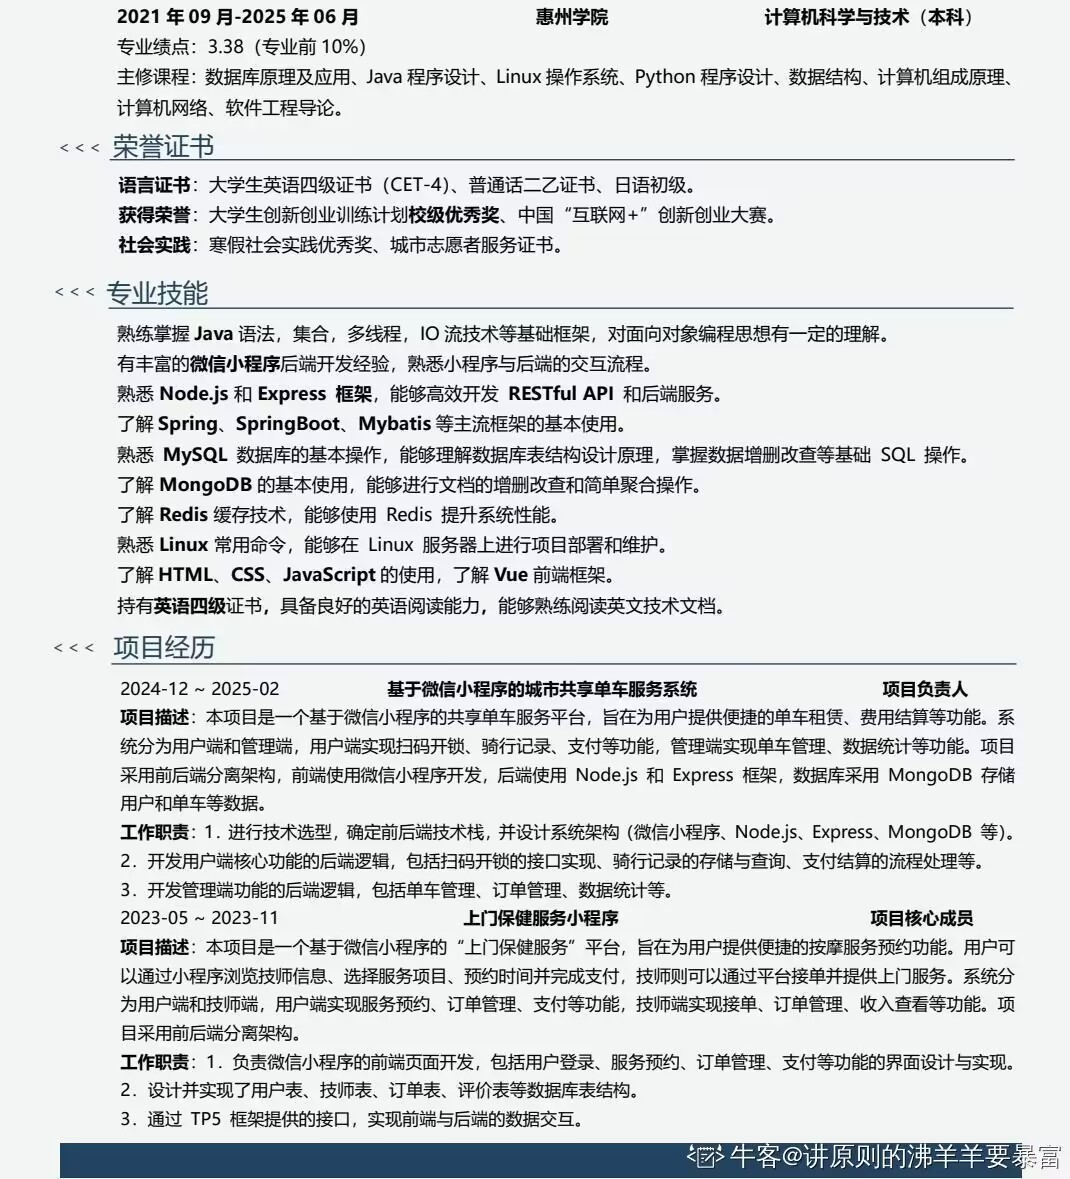 2021 年 09 月-2025 年 06 月 惠州学院 计算机科学与技术（本科）
专业绩点：3.38（专业前 10%）
主修课程：数据库原理及应用、Java 程序设计、Linux 操作系统、Python 程序设计、数据结构、计算机组成原理、
计算机网络、软件工程导论。
<<< 荣誉证书
语言证书：大学生英语四级证书（CET-4）、普通话二乙证书、日语初级。
获得荣誉：大学生创新创业训练计划校级优秀奖、中国“互联网+”创新创业大赛。
社会实践：寒假社会实践优秀奖、城市志愿者服务证书。
<<< 专业技能
熟练掌握 Java 语法，集合，多线程，IO 流技术等基础框架，对面向对象编程思想有一定的理解。
有丰富的微信小程序后端开发经验，熟悉小程序与后端的交互流程。
熟悉 Node.js 和 Express 框架，能够高效开发 RESTful API 和后端服务。
了解 Spring、SpringBoot、Mybatis 等主流框架的基本使用。
熟悉 MySQL 数据库的基本操作，能够理解数据库表结构设计原理，掌握数据增删改查等基础 SQL 操作。
了解 MongoDB 的基本使用，能够进行文档的增删改查和简单聚合操作。
了解 Redis 缓存技术，能够使用 Redis 提升系统性能。
熟悉 Linux 常用命令，能够在 Linux 服务器上进行项目部署和维护。
了解 HTML、CSS、JavaScript 的使用，了解 Vue 前端框架。
持有英语四级证书，具备良好的英语阅读能力，能够熟练阅读英文技术文档。
<<< 项目经历
2024-12 ~ 2025-02 基于微信小程序的城市共享单车服务系统 项目负责人
项目描述：本项目是一个基于微信小程序的共享单车服务平台，旨在为用户提供便捷的单车租赁、费用结算等功能。系
统分为用户端和管理端，用户端实现扫码开锁、骑行记录、支付等功能，管理端实现单车管理、数据统计等功能。项目
采用前后端分离架构，前端使用微信小程序开发，后端使用 Node.js 和 Express 框架，数据库采用 MongoDB 存储
用户和单车等数据。
工作职责：1．进行技术选型，确定前后端技术栈，并设计系统架构（微信小程序、Node.js、Express、MongoDB 等）。
2．开发用户端核心功能的后端逻辑，包括扫码开锁的接口实现、骑行记录的存储与查询、支付结算的流程处理等。
3．开发管理端功能的后端逻辑，包括单车管理、订单管理、数据统计等。
2023-05 ~ 2023-11 上门保健服务小程序 项目核心成员
项目描述：本项目是一个基于微信小程序的“上门保健服务”平台，旨在为用户提供便捷的按摩服务预约功能。用户可
以通过小程序浏览技师信息、选择服务项目、预约时间并完成支付，技师则可以通过平台接单并提供上门服务。系统分
为用户端和技师端，用户端实现服务预约、订单管理、支付等功能，技师端实现接单、订单管理、收入查看等功能。项
目采用前后端分离架构。
工作职责：1．负责微信小程序的前端页面开发，包括用户登录、服务预约、订单管理、支付等功能的界面设计与实现。
2．设计并实现了用户表、技师表、订单表、评价表等数据库表结构。
3．通过 TP5 框架提供的接口，实现前端与后端的数据交互。
牛客@讲原则的沸羊羊要暴富